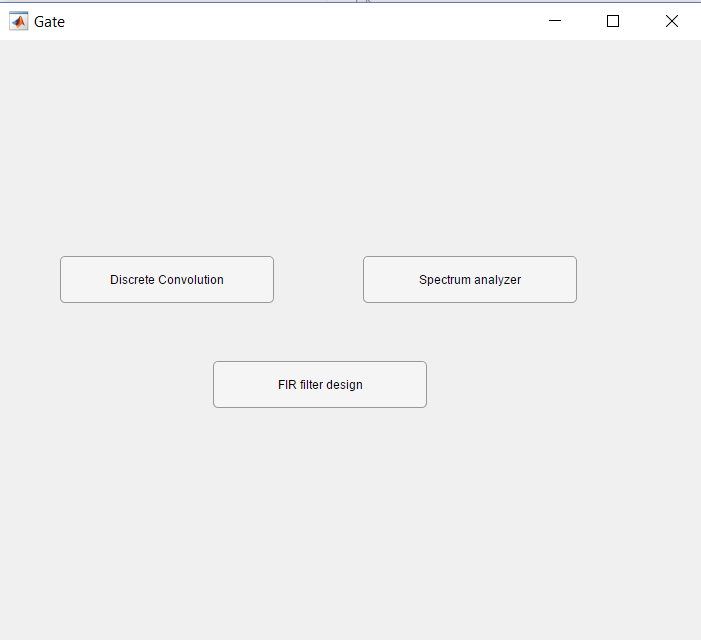 Gate
Discrete Convolution
Spectrum analyzer
FIR filter design